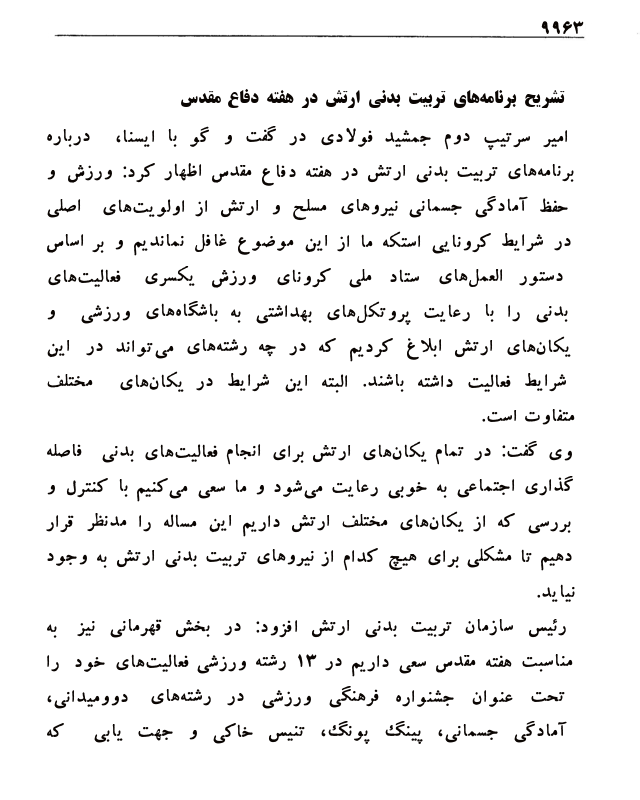 ۹۹۶۳
تشریح برنامه‌های تربیت بدنی ارتش در هفته دفاع مقدس
امیر سرتیپ دوم جمشید فولادی در گفت و گو با ایسنا، درباره
برنامه‌های تربیت بدنی ارتش در هفته دفاع مقدس اظهار کرد: ورزش و
حفظ آمادگی جسمانی نیروهای مسلح و ارتش از اولویت‌های اصلی
در شرایط کرونایی استکه ما از این موضوع غافل نماندیم و بر اساس
دستور العمل‌های ستاد ملی کرونای ورزش یکسری فعالیت‌های
بدنی را با رعایت پروتکل‌های بهداشتی به باشگاه‌های ورزشی و
یکان‌های ارتش ابلاغ کردیم که در چه رشته‌های می‌تواند در این
شرایط فعالیت داشته باشند. البته این شرایط در یکان‌های مختلف
متفاوت است.
وی گفت: در تمام یکان‌های ارتش برای انجام فعالیت‌های بدنی فاصله
گذاری اجتماعی به خوبی رعایت می‌شود و ما سعی می‌کنیم با کنترل و
بررسی که از یکان‌های مختلف ارتش داریم این مساله را مدنظر قرار
دهیم تا مشکلی برای هیچ کدام از نیروهای تربیت بدنی ارتش به وجود
نیاید.
رئیس سازمان تربیت بدنی ارتش افزود: در بخش قهرمانی نیز به
مناسبت هفته مقدس سعی داریم در ۱۳ رشته ورزشی فعالیت‌های خود را
تحت عنوان جشنواره فرهنگی ورزشی در رشته‌های دوومیدانی،
آمادگی جسمانی، پینگ پونگ، تنیس خاکی و جهت یابی که